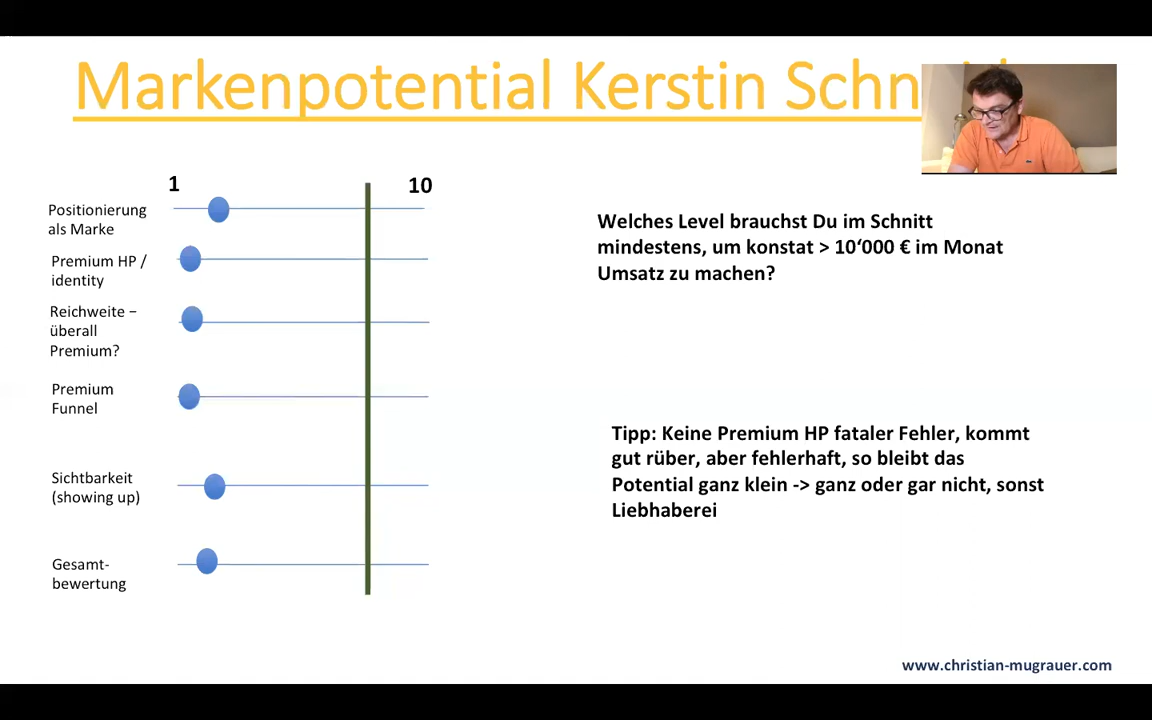 Markenpotential Kerstin
1
10
Positionierung
als Marke
Premium HP /
identity
Reichweite –
überall
Premium?
Premium
Funnel
Sichtbarkeit
(showing up)
Gesamt-
bewertung
Welches Level brauchst Du im Schnitt
mindestens, um konstat > 10‘000 € im Monat
Umsatz zu machen?
Tipp: Keine Premium HP fataler Fehler, kommt
gut rüber, aber fehlerhaft, so bleibt das
Potential ganz klein -> ganz oder gar nicht, sonst
Liebhaberei
www.christian-mugrauer.com